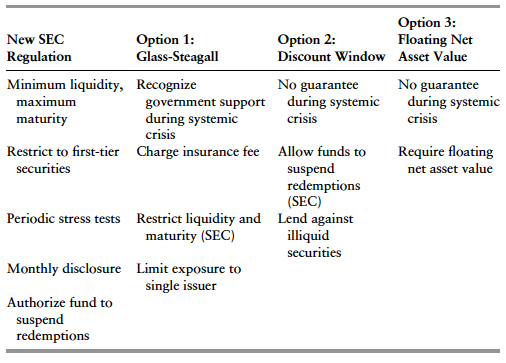 New SEC Regulation
Option 1: Glass-Steagall
Option 2: Discount Window
Option 3: Floating Net Asset Value
Minimum liquidity, maximum maturity
Recognize government support during systemic crisis
No guarantee during systemic crisis
No guarantee during systemic crisis
Restrict to first-tier securities
Charge insurance fee
Allow funds to suspend redemptions (SEC)
Require floating net asset value
Periodic stress tests
Restrict liquidity and maturity (SEC)
Lend against illiquid securities
Monthly disclosure
Limit exposure to single issuer
Authorize fund to suspend redemptions